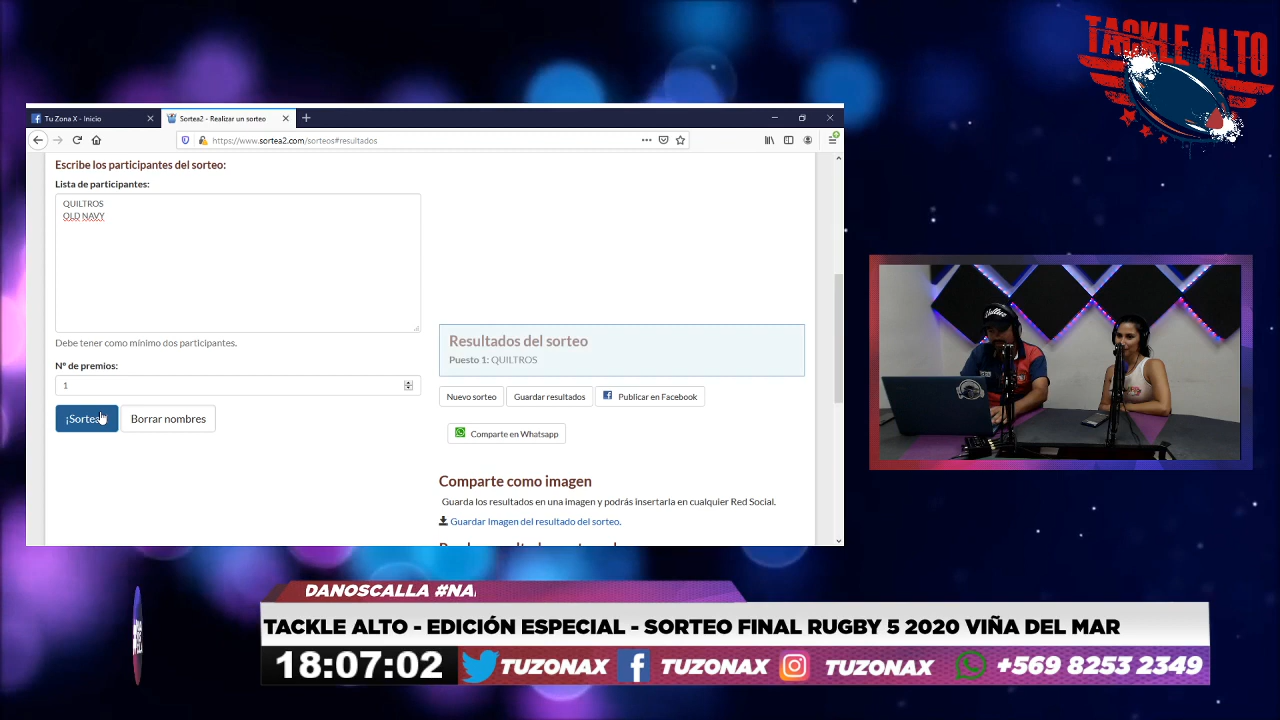 TACKLE ALTO
Tu Zona X - Inicio
Sortea2 - Realizar un sorteo
https://www.sortea2.com/sorteos#resultados
Escribe los participantes del sorteo:
Lista de participantes:
QUILTROS
OLD NAVY
Debe tener como mínimo dos participantes.
Nº de premios:
1
¡Sortea
Borrar nombres
Resultados del sorteo
Puesto 1: QUILTROS
Nuevo sorteo
Guardar resultados
Publicar en Facebook
Comparte en Whatsapp
Comparte como imagen
Guarda los resultados en una imagen y podrás insertarla en cualquier Red Social.
Guardar Imagen del resultado del sorteo.
DANOSCALLA #NA
TACKLE ALTO - EDICIÓN ESPECIAL - SORTEO FINAL RUGBY 5 2020 VIÑA DEL MAR
18:07:02
TUZONAX
TUZONAX
TUZONAX
+569 8253 2349